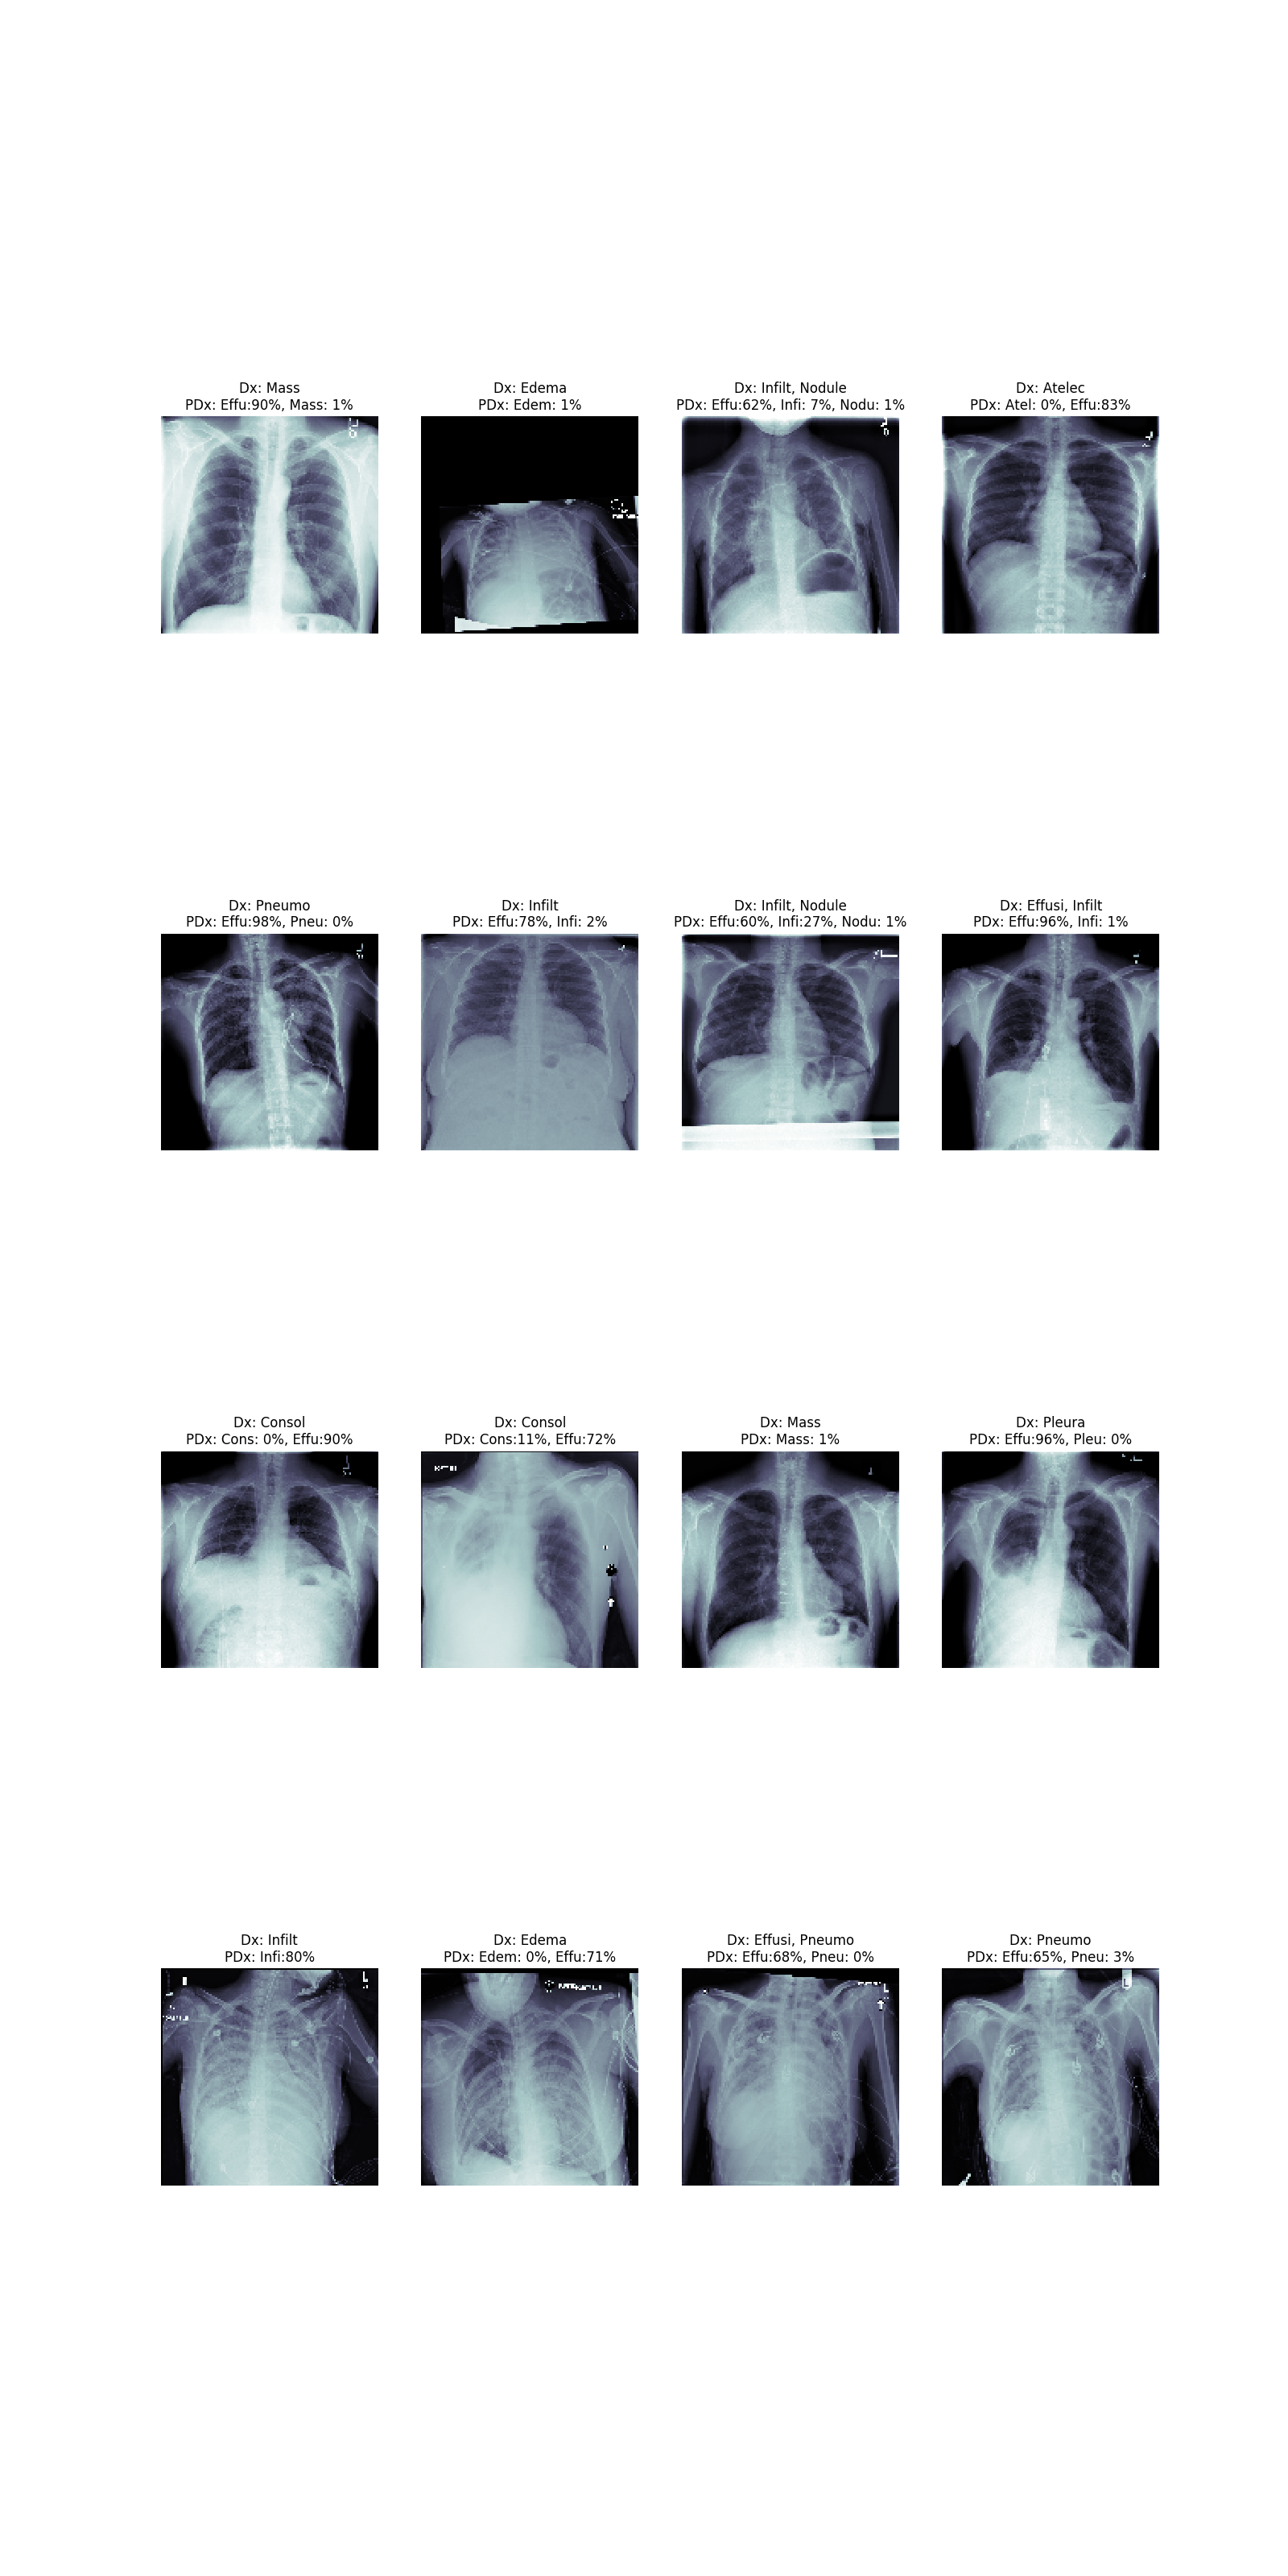 Dx: Mass
PDx: Effu:90%, Mass: 1%
Dx: Edema
PDx: Edem: 1%
Dx: Infilt, Nodule
PDx: Effu:62%, Infi: 7%, Nodu: 1%
Dx: Atelec
PDx: Atel: 0%, Effu:83%
Dx: Pneumo
PDx: Effu:98%, Pneu: 0%
Dx: Infilt
PDx: Effu:78%, Infi: 2%
Dx: Infilt, Nodule
PDx: Effu:60%, Infi:27%, Nodu: 1%
Dx: Effusi, Infilt
PDx: Effu:96%, Infi: 1%
Dx: Consol
PDx: Cons: 0%, Effu:90%
Dx: Consol
PDx: Cons:11%, Effu:72%
Dx: Mass
PDx: Mass: 1%
Dx: Pleura
PDx: Effu:96%, Pleu: 0%
Dx: Infilt
PDx: Infi:80%
Dx: Edema
PDx: Edem: 0%, Effu:71%
Dx: Effusi, Pneumo
PDx: Effu:68%, Pneu: 0%
Dx: Pneumo
PDx: Effu:65%, Pneu: 3%